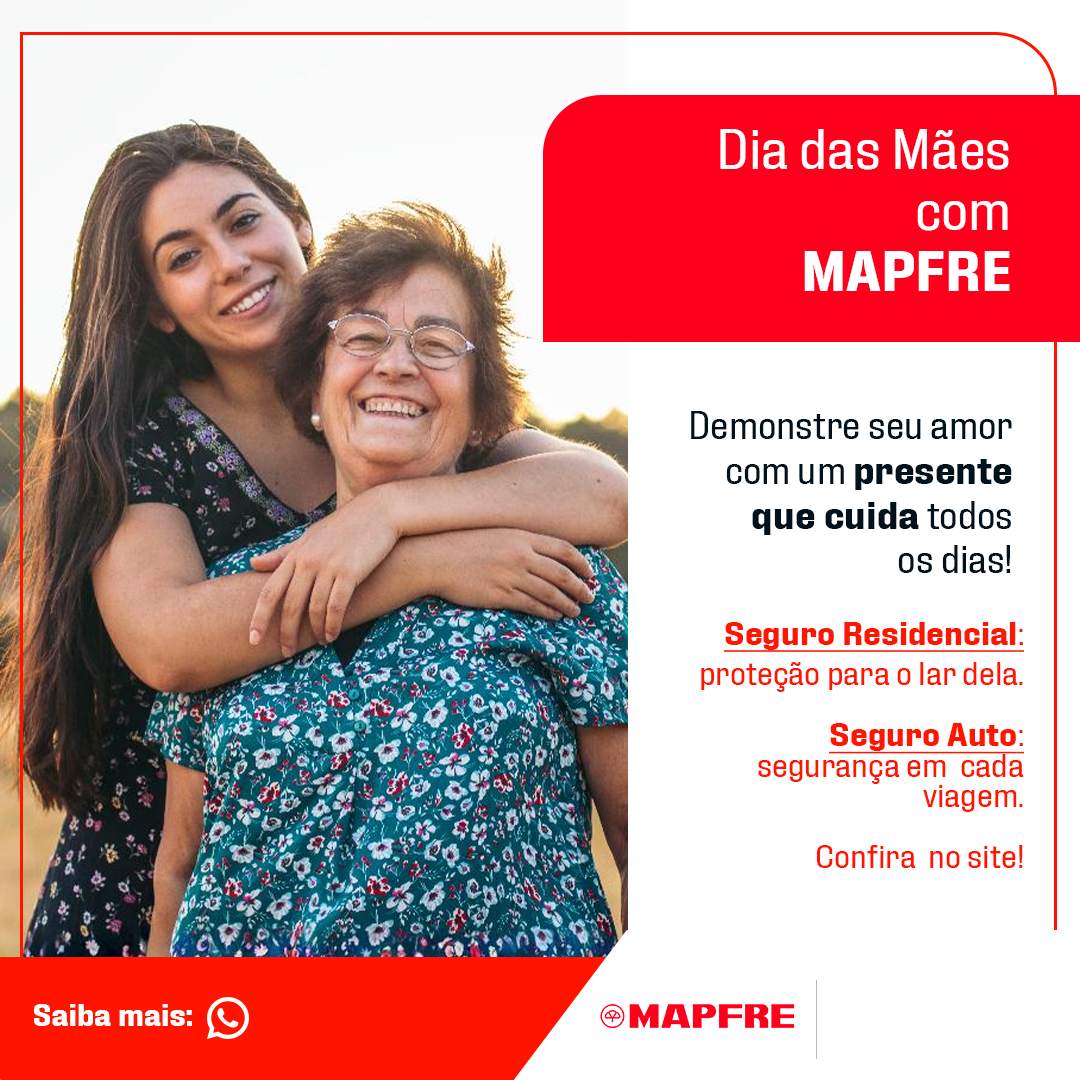 Dia das Mães
com
MAPFRE
Demonstre seu amor
com um presente
que cuida todos
os dias!
Seguro Residencial:
proteção para o lar dela.
Seguro Auto:
segurança em cada
viagem.
Confira no site!
Saiba mais:
MAPFRE